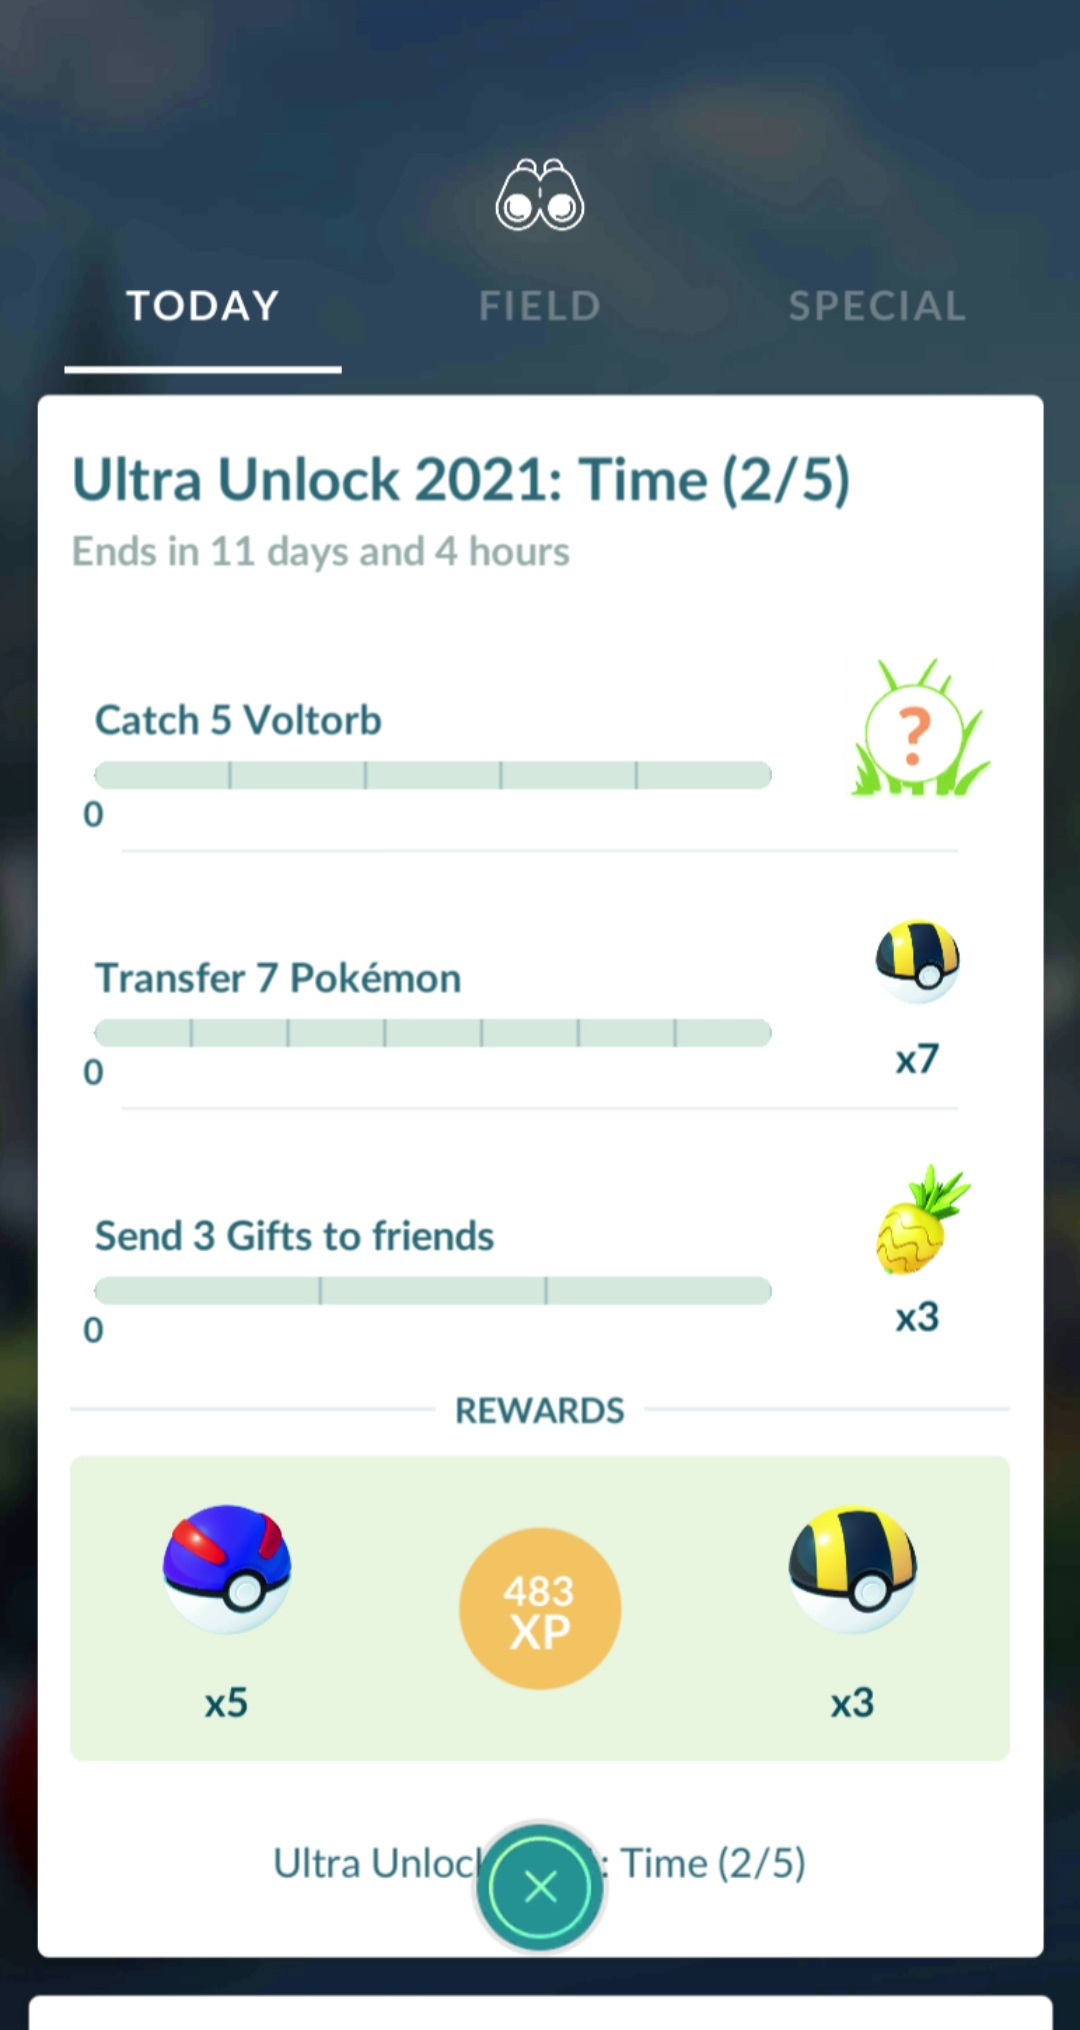 TODAY FIELD SPECIAL
Ultra Unlock 2021: Time (2/5)
Ends in 11 days and 4 hours
Catch 5 Voltorb
?
0
Transfer 7 Pokémon
0
x7
Send 3 Gifts to friends
0
x3
REWARDS
483
XP
x5
x3
Ultra Unloc : Time (2/5)